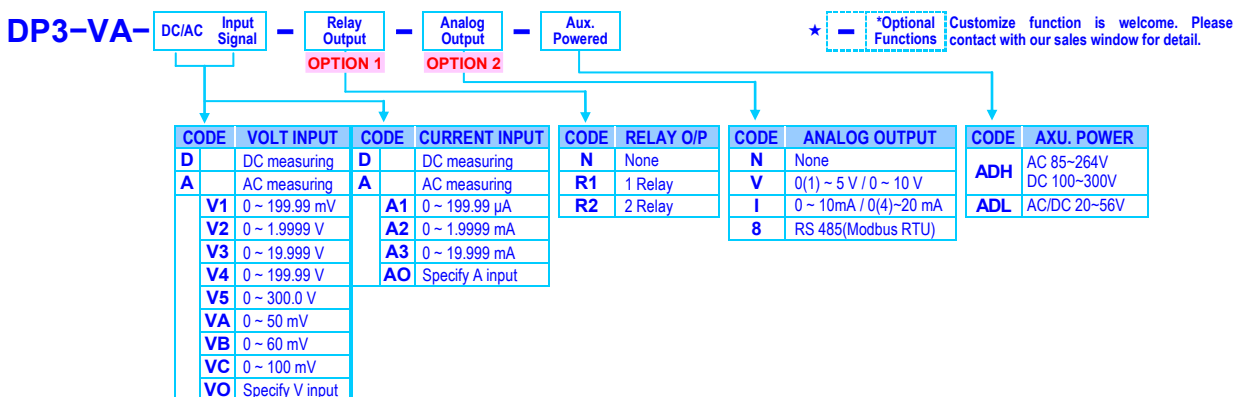 DP3-VA- DC/AC Input Signal - Relay Output - Analog Output - Aux. Powered ★ - *Optional Functions Customize function is welcome. Please contact with our sales window for detail.
OPTION 1 OPTION 2
CODE VOLT INPUT CODE CURRENT INPUT CODE RELAY O/P CODE ANALOG OUTPUT CODE AXU. POWER
D DC measuring D DC measuring N None N None ADH AC 85~264V DC 100~300V
A AC measuring A AC measuring R1 1 Relay V 0(1) ~ 5 V / 0 ~ 10 V
V1 0 ~ 199.99 mV A1 0 ~ 199.99 µA R2 2 Relay I 0 ~ 10mA / 0(4)~20 mA ADL AC/DC 20~56V
V2 0 ~ 1.9999 V A2 0 ~ 1.9999 mA 8 RS 485(Modbus RTU)
V3 0 ~ 19.999 V A3 0 ~ 19.999 mA
V4 0 ~ 199.99 V AO Specify A input
V5 0 ~ 300.0 V
VA 0 ~ 50 mV
VB 0 ~ 60 mV
VC 0 ~ 100 mV
VO Specify V input